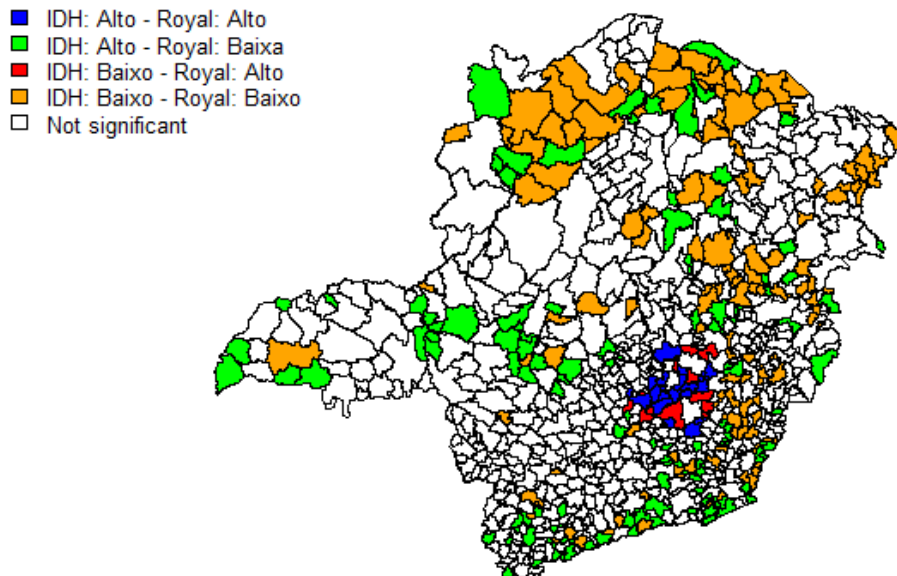 IDH: Alto - Royal: Alto
IDH: Alto - Royal: Baixa
IDH: Baixo - Royal: Alto
IDH: Baixo - Royal: Baixo
Not significant